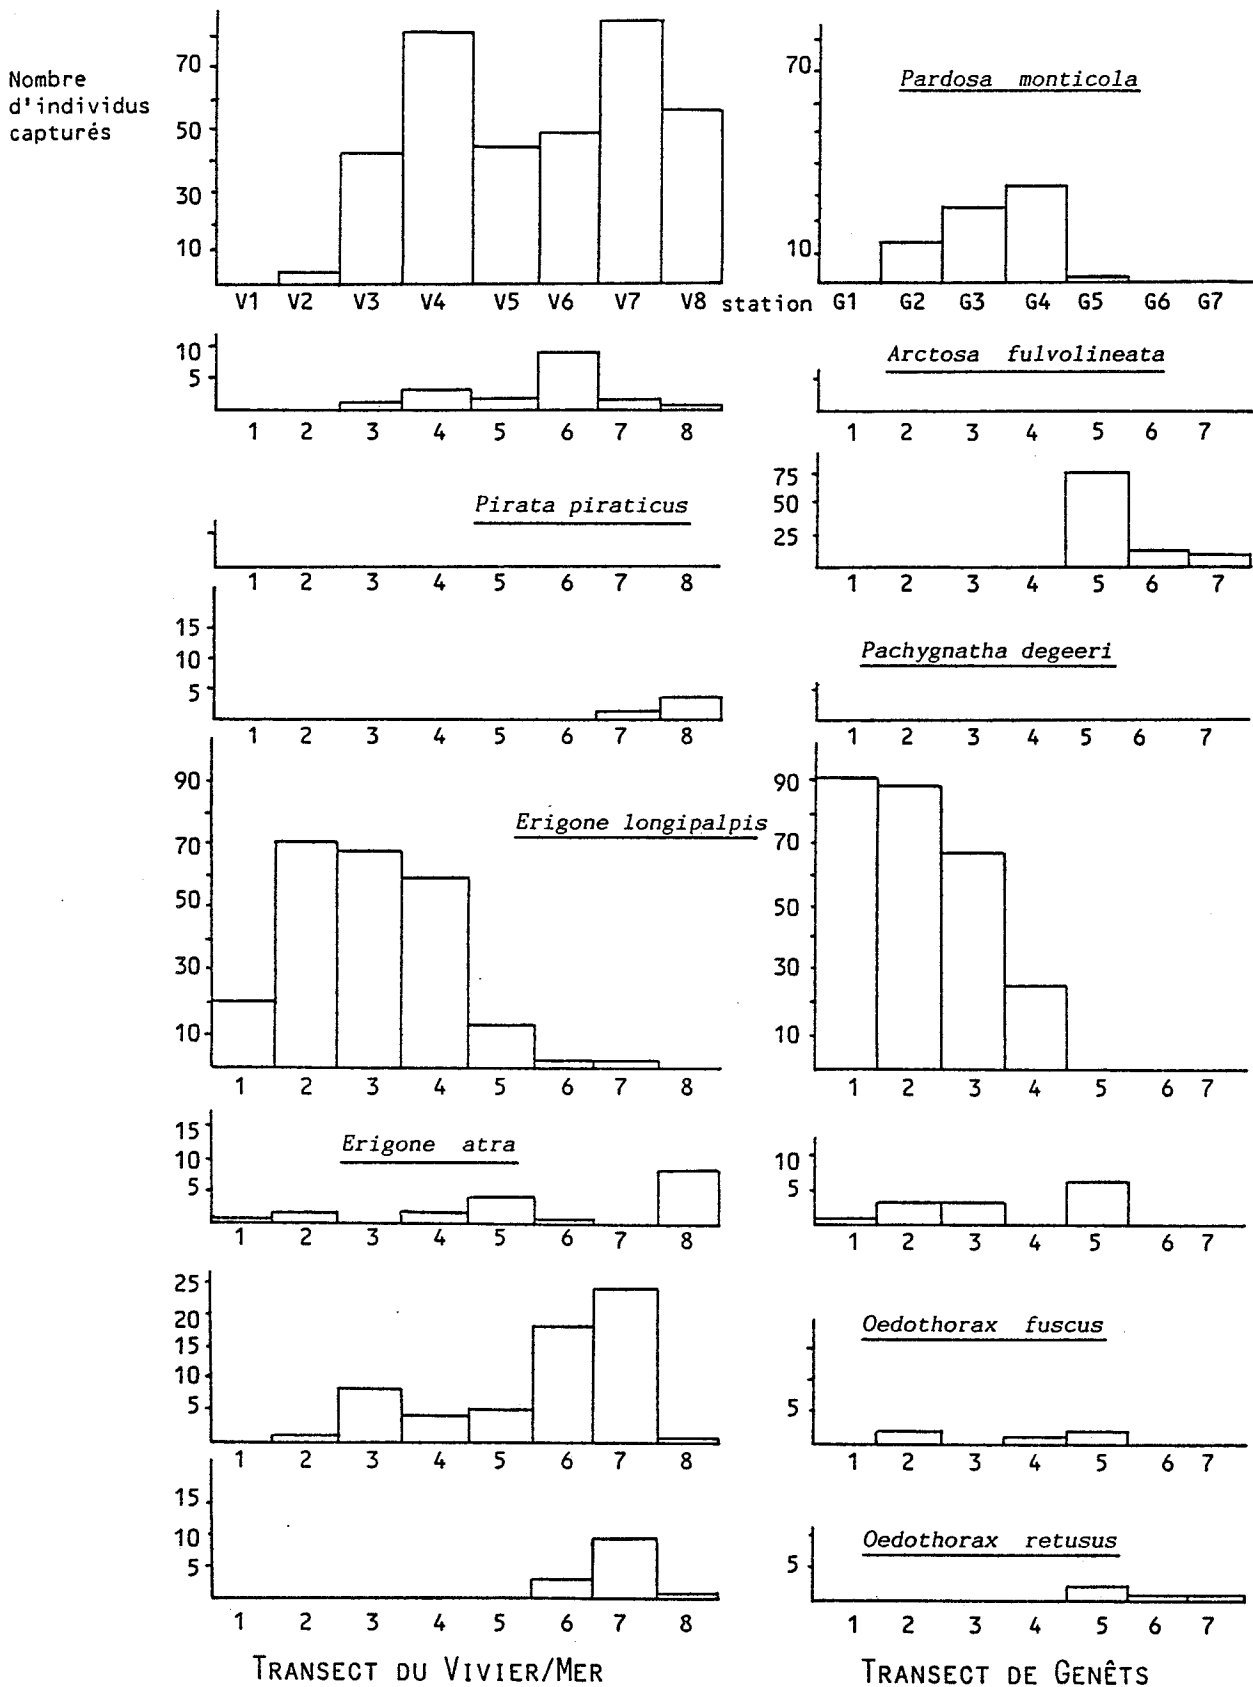 Nombre
d'individus
capturés
70
50
30
10
V1 V2 V3 V4 V5 V6 V7 V8 station
70
10
Pardosa monticola
G1 G2 G3 G4 G5 G6 G7
10
5
1 2 3 4 5 6 8
Arctosa fulvolineata
1 2 3 4 5 6 7
Pirata piraticus
1 2 3 4 5 6 7 8
75
50
25
1 2 3 4 5 6 7
15
10
5
1 2 3 4 5 6 7 8
Pachygnatha degeeri
1 2 3 4 5 6 7
90
70
50
30
10
Erigone longipalpis
1 2 3 4 5 6 7 8
90
70
50
30
10
1 2 3 4 5 6 7
15
10
5
Erigone atra
1 2 3 4 5 6 7 8
10
5
1 2 3 4 5 6 7
25
20
15
10
5
1 2 3 4 5 6 7 8
Oedothorax fuscus
5
1 2 3 4 5 6 7
15
10
5
1 2 3 4 5 6 7 8
Oedothorax retusus
5
1 2 3 4 5 6 7
TRANSECT DU VIVIER/MER
TRANSECT DE GENÊTS